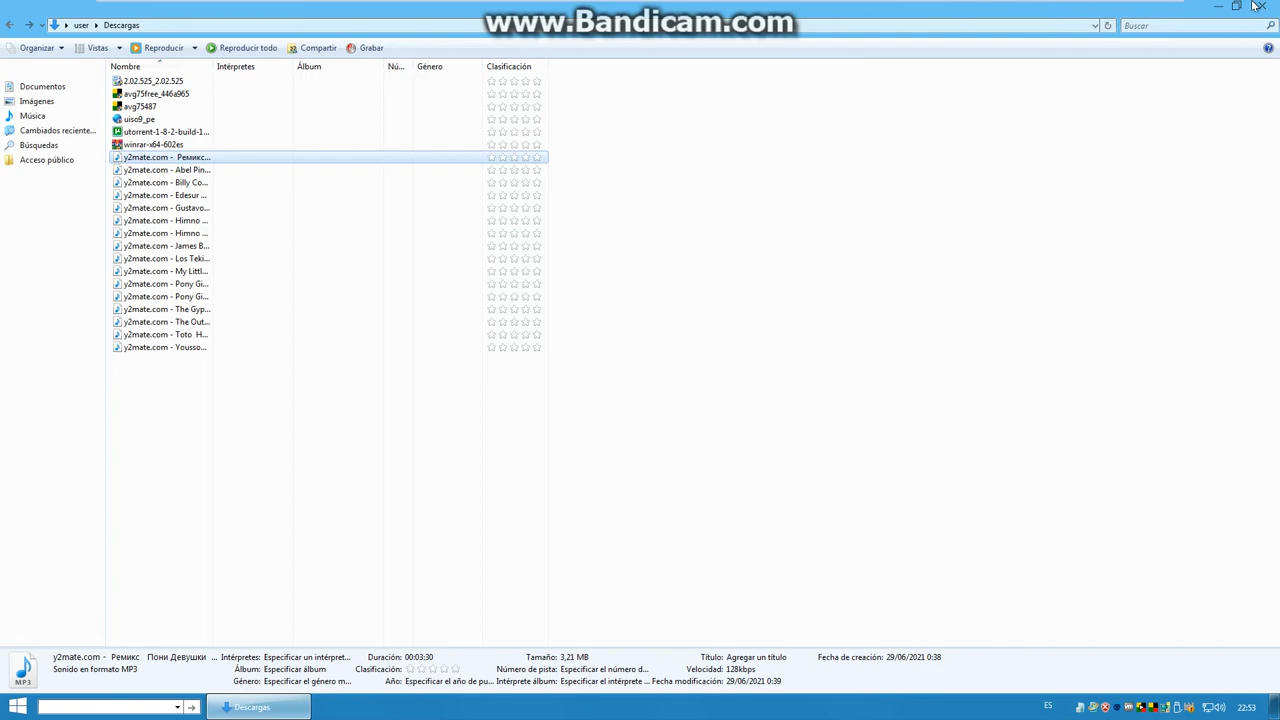 www.Bandicam.com
user ▸ Descargas
Buscar
Organizar
Vistas
Reproducir
Reproducir todo
Compartir
Grabar
Nombre
Intérpretes
Álbum
Nú...
Género
Clasificación
Documentos
Imágenes
Música
Cambiados reciente...
Búsquedas
Acceso público
2.02.525_2.02.525
avg75free_446a965
avg75487
uiso9_pe
utorrent-1-8-2-build-1...
winrar-x64-602es
y2mate.com - Ремикс...
y2mate.com - Abel Pin...
y2mate.com - Billy Co...
y2mate.com - Edesur ...
y2mate.com - Gustavo...
y2mate.com - Himno ...
y2mate.com - Himno ...
y2mate.com - James B...
y2mate.com - Los Teki...
y2mate.com - My Littl...
y2mate.com - Pony Gi...
y2mate.com - Pony Gi...
y2mate.com - The Gyp...
y2mate.com - The Out...
y2mate.com - Toto H...
y2mate.com - Yousso...
MP3
y2mate.com - Ремикс Пони Девушки ...
Sonido en formato MP3
Intérpretes: Especificar un intérpret...
Álbum: Especificar álbum
Género: Especificar el género m...
Duración: 00:03:30
Clasificación:
Año: Especificar el año de pu...
Tamaño: 3,21 MB
Número de pista: Especificar el número d...
Intérprete álbum: Especificar el intérprete ...
Título: Agregar un título
Velocidad: 128kbps
Fecha modificación: 29/06/2021 0:39
Fecha de creación: 29/06/2021 0:38
Descargas
ES
22:53